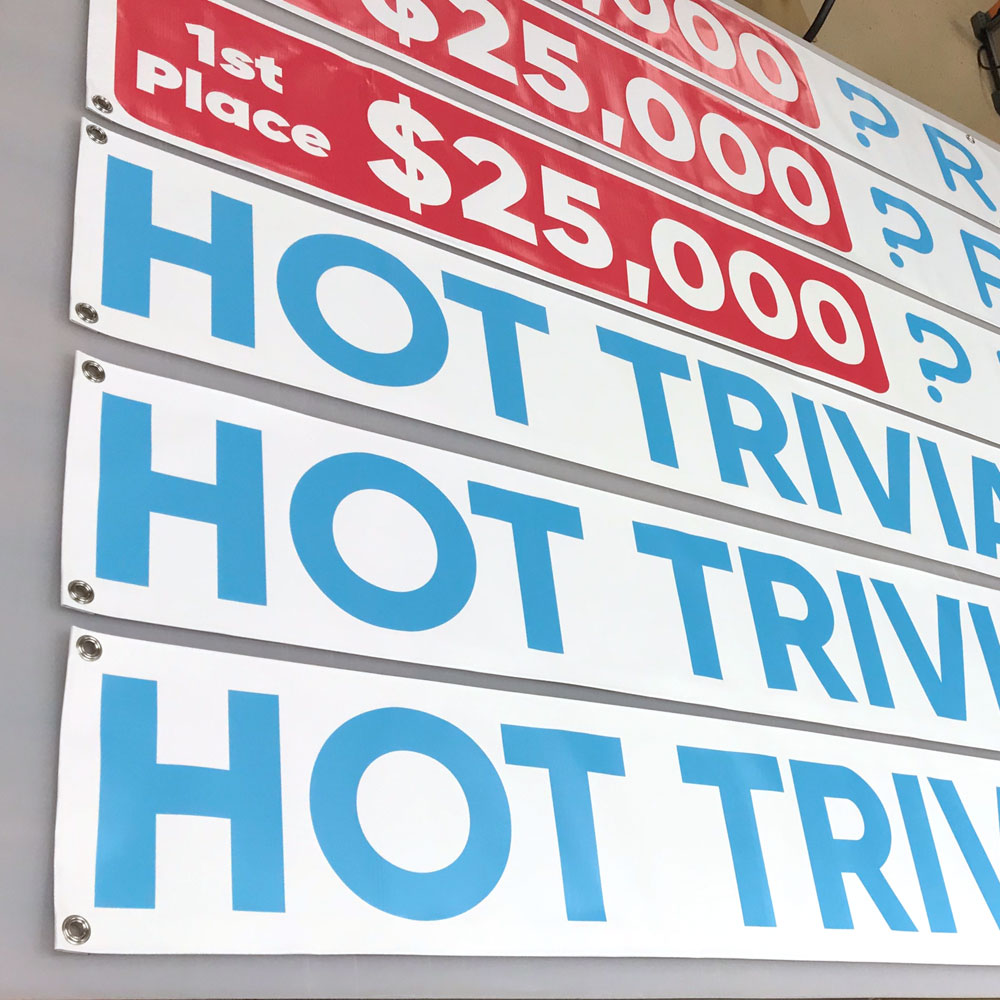 $25,000 ? R
1st Place $25,000 ?
HOT TRIVIA
HOT TRIVI
HOT TRIV